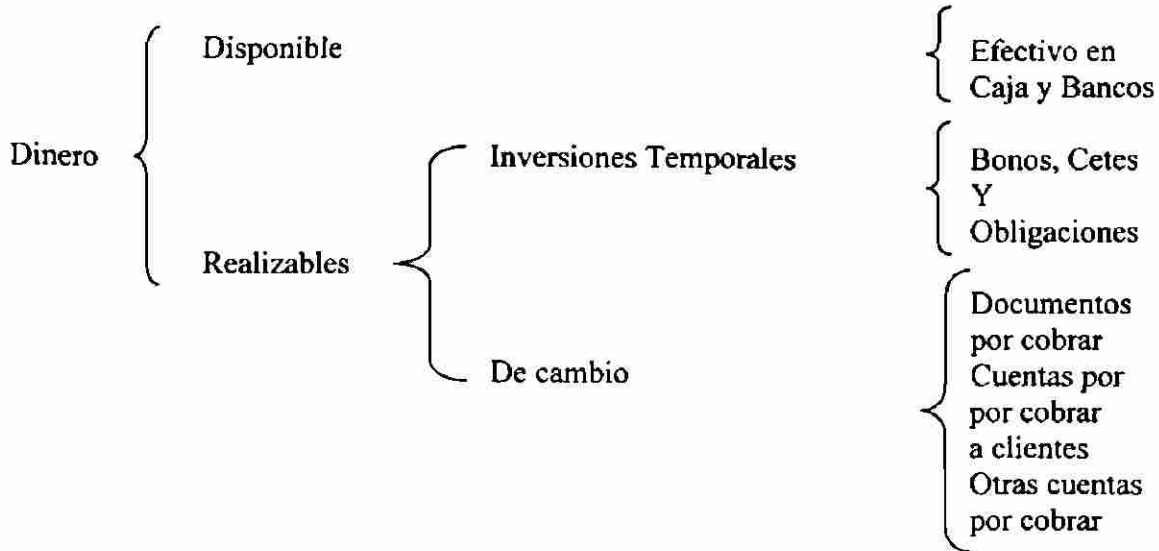 Disponible
Efectivo en
Caja y Bancos
Dinero
Inversiones Temporales
Bonos, Cetes
Y
Obligaciones
Realizables
De cambio
Documentos
por cobrar
Cuentas por
por cobrar
a clientes
Otras cuentas
por cobrar